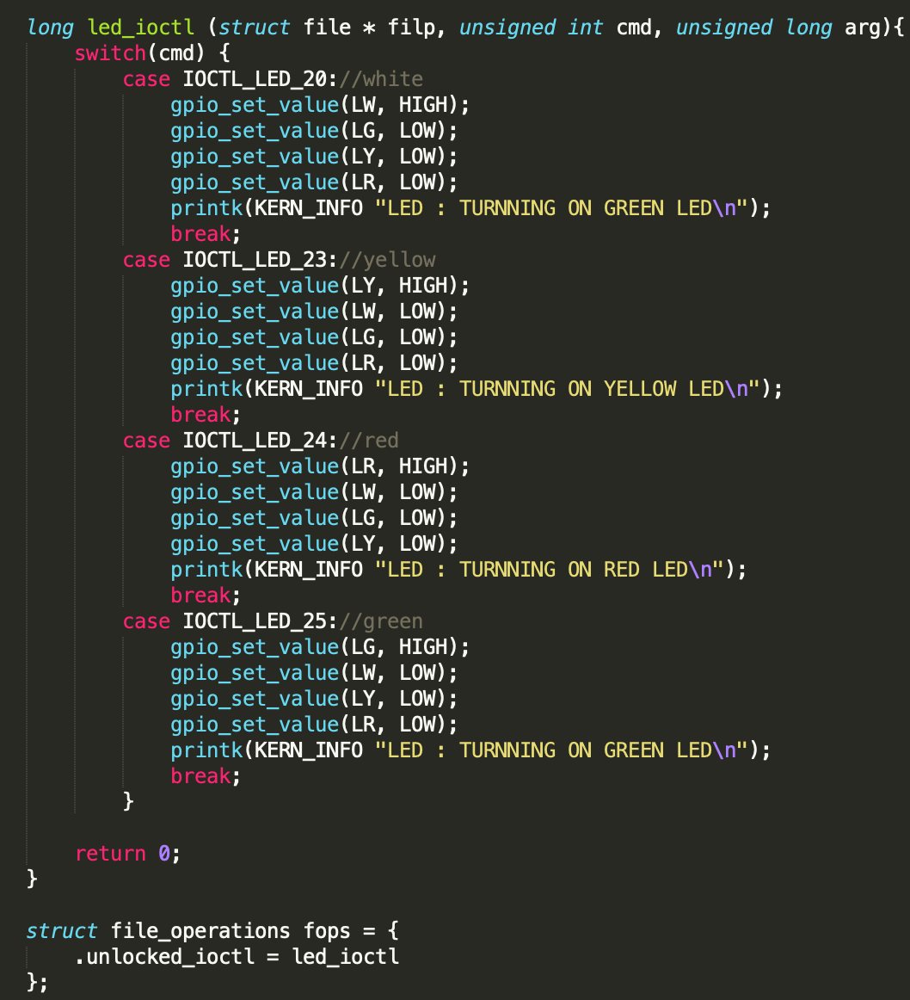 long led_ioctl (struct file * filp, unsigned int cmd, unsigned long arg){
    switch(cmd) {
        case IOCTL_LED_20://white
            gpio_set_value(LW, HIGH);
            gpio_set_value(LG, LOW);
            gpio_set_value(LY, LOW);
            gpio_set_value(LR, LOW);
            printk(KERN_INFO "LED : TURNNING ON GREEN LED\n");
            break;
        case IOCTL_LED_23://yellow
            gpio_set_value(LY, HIGH);
            gpio_set_value(LW, LOW);
            gpio_set_value(LG, LOW);
            gpio_set_value(LR, LOW);
            printk(KERN_INFO "LED : TURNNING ON YELLOW LED\n");
            break;
        case IOCTL_LED_24://red
            gpio_set_value(LR, HIGH);
            gpio_set_value(LW, LOW);
            gpio_set_value(LG, LOW);
            gpio_set_value(LY, LOW);
            printk(KERN_INFO "LED : TURNNING ON RED LED\n");
            break;
        case IOCTL_LED_25://green
            gpio_set_value(LG, HIGH);
            gpio_set_value(LW, LOW);
            gpio_set_value(LY, LOW);
            gpio_set_value(LR, LOW);
            printk(KERN_INFO "LED : TURNNING ON GREEN LED\n");
            break;
        }

    return 0;
}

struct file_operations fops = {
    .unlocked_ioctl = led_ioctl
};